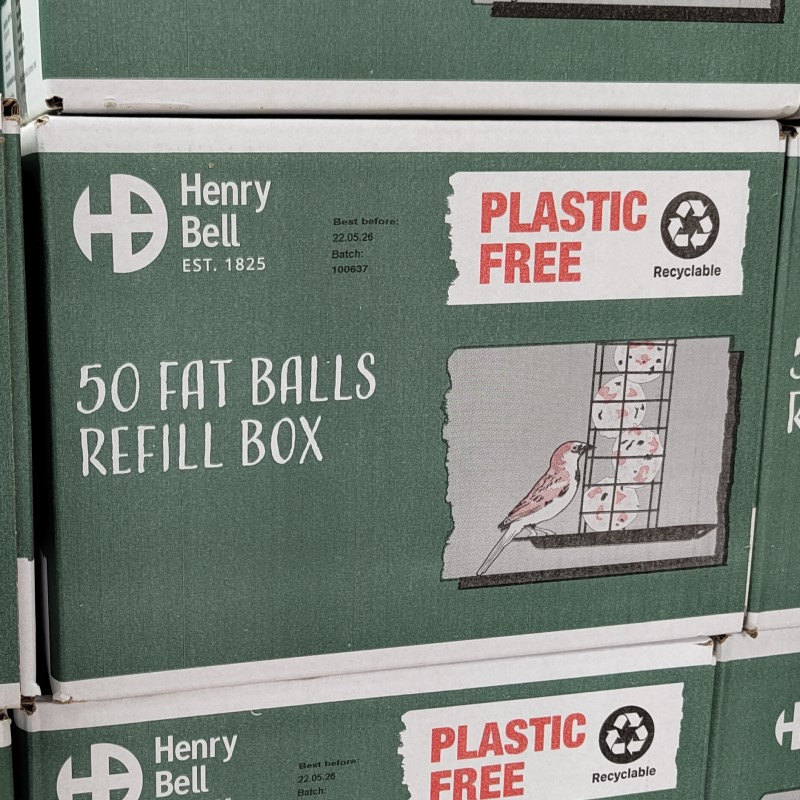 Henry
Bell
EST. 1825
Best before:
22.05.26
Batch:
100637
PLASTIC
FREE
Recyclable
50 FAT BALLS
REFILL BOX
Henry
Bell
Best before:
22.05.26
Batch:
PLASTIC
FREE
Recyclable